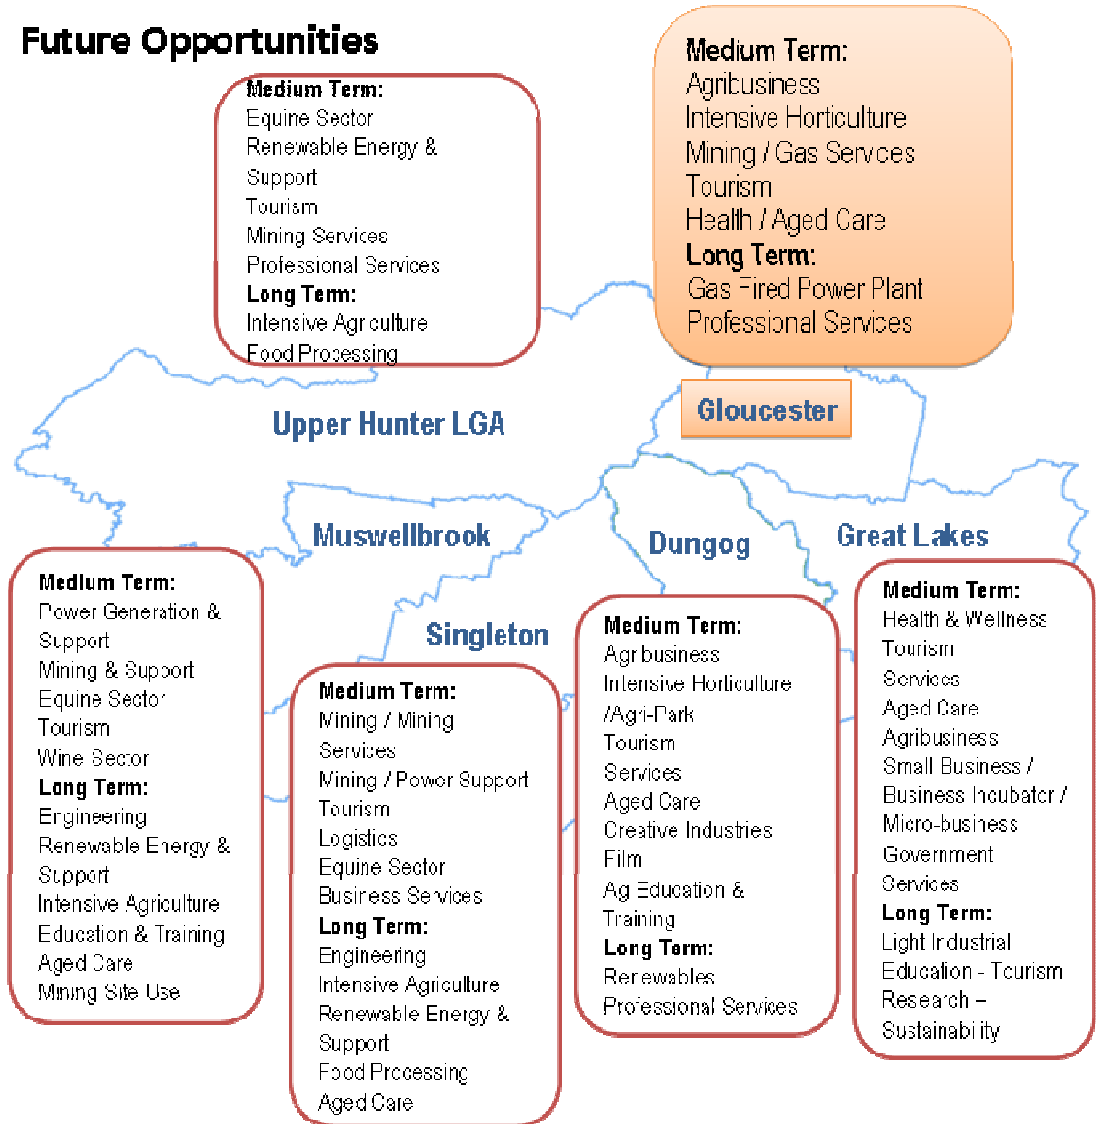 Future Opportunities
Medium Term:
Equine Sector
Renewable Energy &
Support
Tourism
Mining Services
Professional Services
Long Term:
Intensive Agriculture
Food Processing
Medium Term:
Agribusiness
Intensive Horticulture
Mining / Gas Services
Tourism
Health / Aged Care
Long Term:
Gas Fired Power Plant
Professional Services
Upper Hunter LGA
Gloucester
Muswellbrook
Dungog
Great Lakes
Singleton
Medium Term:
Power Generation &
Support
Mining & Support
Equine Sector
Tourism
Wine Sector
Long Term:
Engineering
Renewable Energy &
Support
Intensive Agriculture
Education & Training
Aged Care
Mining Site Use
Medium Term:
Mining / Mining
Services
Mining / Power Support
Tourism
Logistics
Equine Sector
Business Services
Long Term:
Engineering
Intensive Agriculture
Renewable Energy &
Support
Food Processing
Aged Care
Medium Term:
Agribusiness
Intensive Horticulture
/Agri-Park
Tourism
Services
Aged Care
Creative Industries
Film
Ag Education &
Training
Long Term:
Renewables
Professional Services
Medium Term:
Health & Wellness
Tourism
Services
Aged Care
Agribusiness
Small Business /
Business Incubator /
Micro-business
Government
Services
Long Term:
Light Industrial
Education - Tourism
Research –
Sustainability